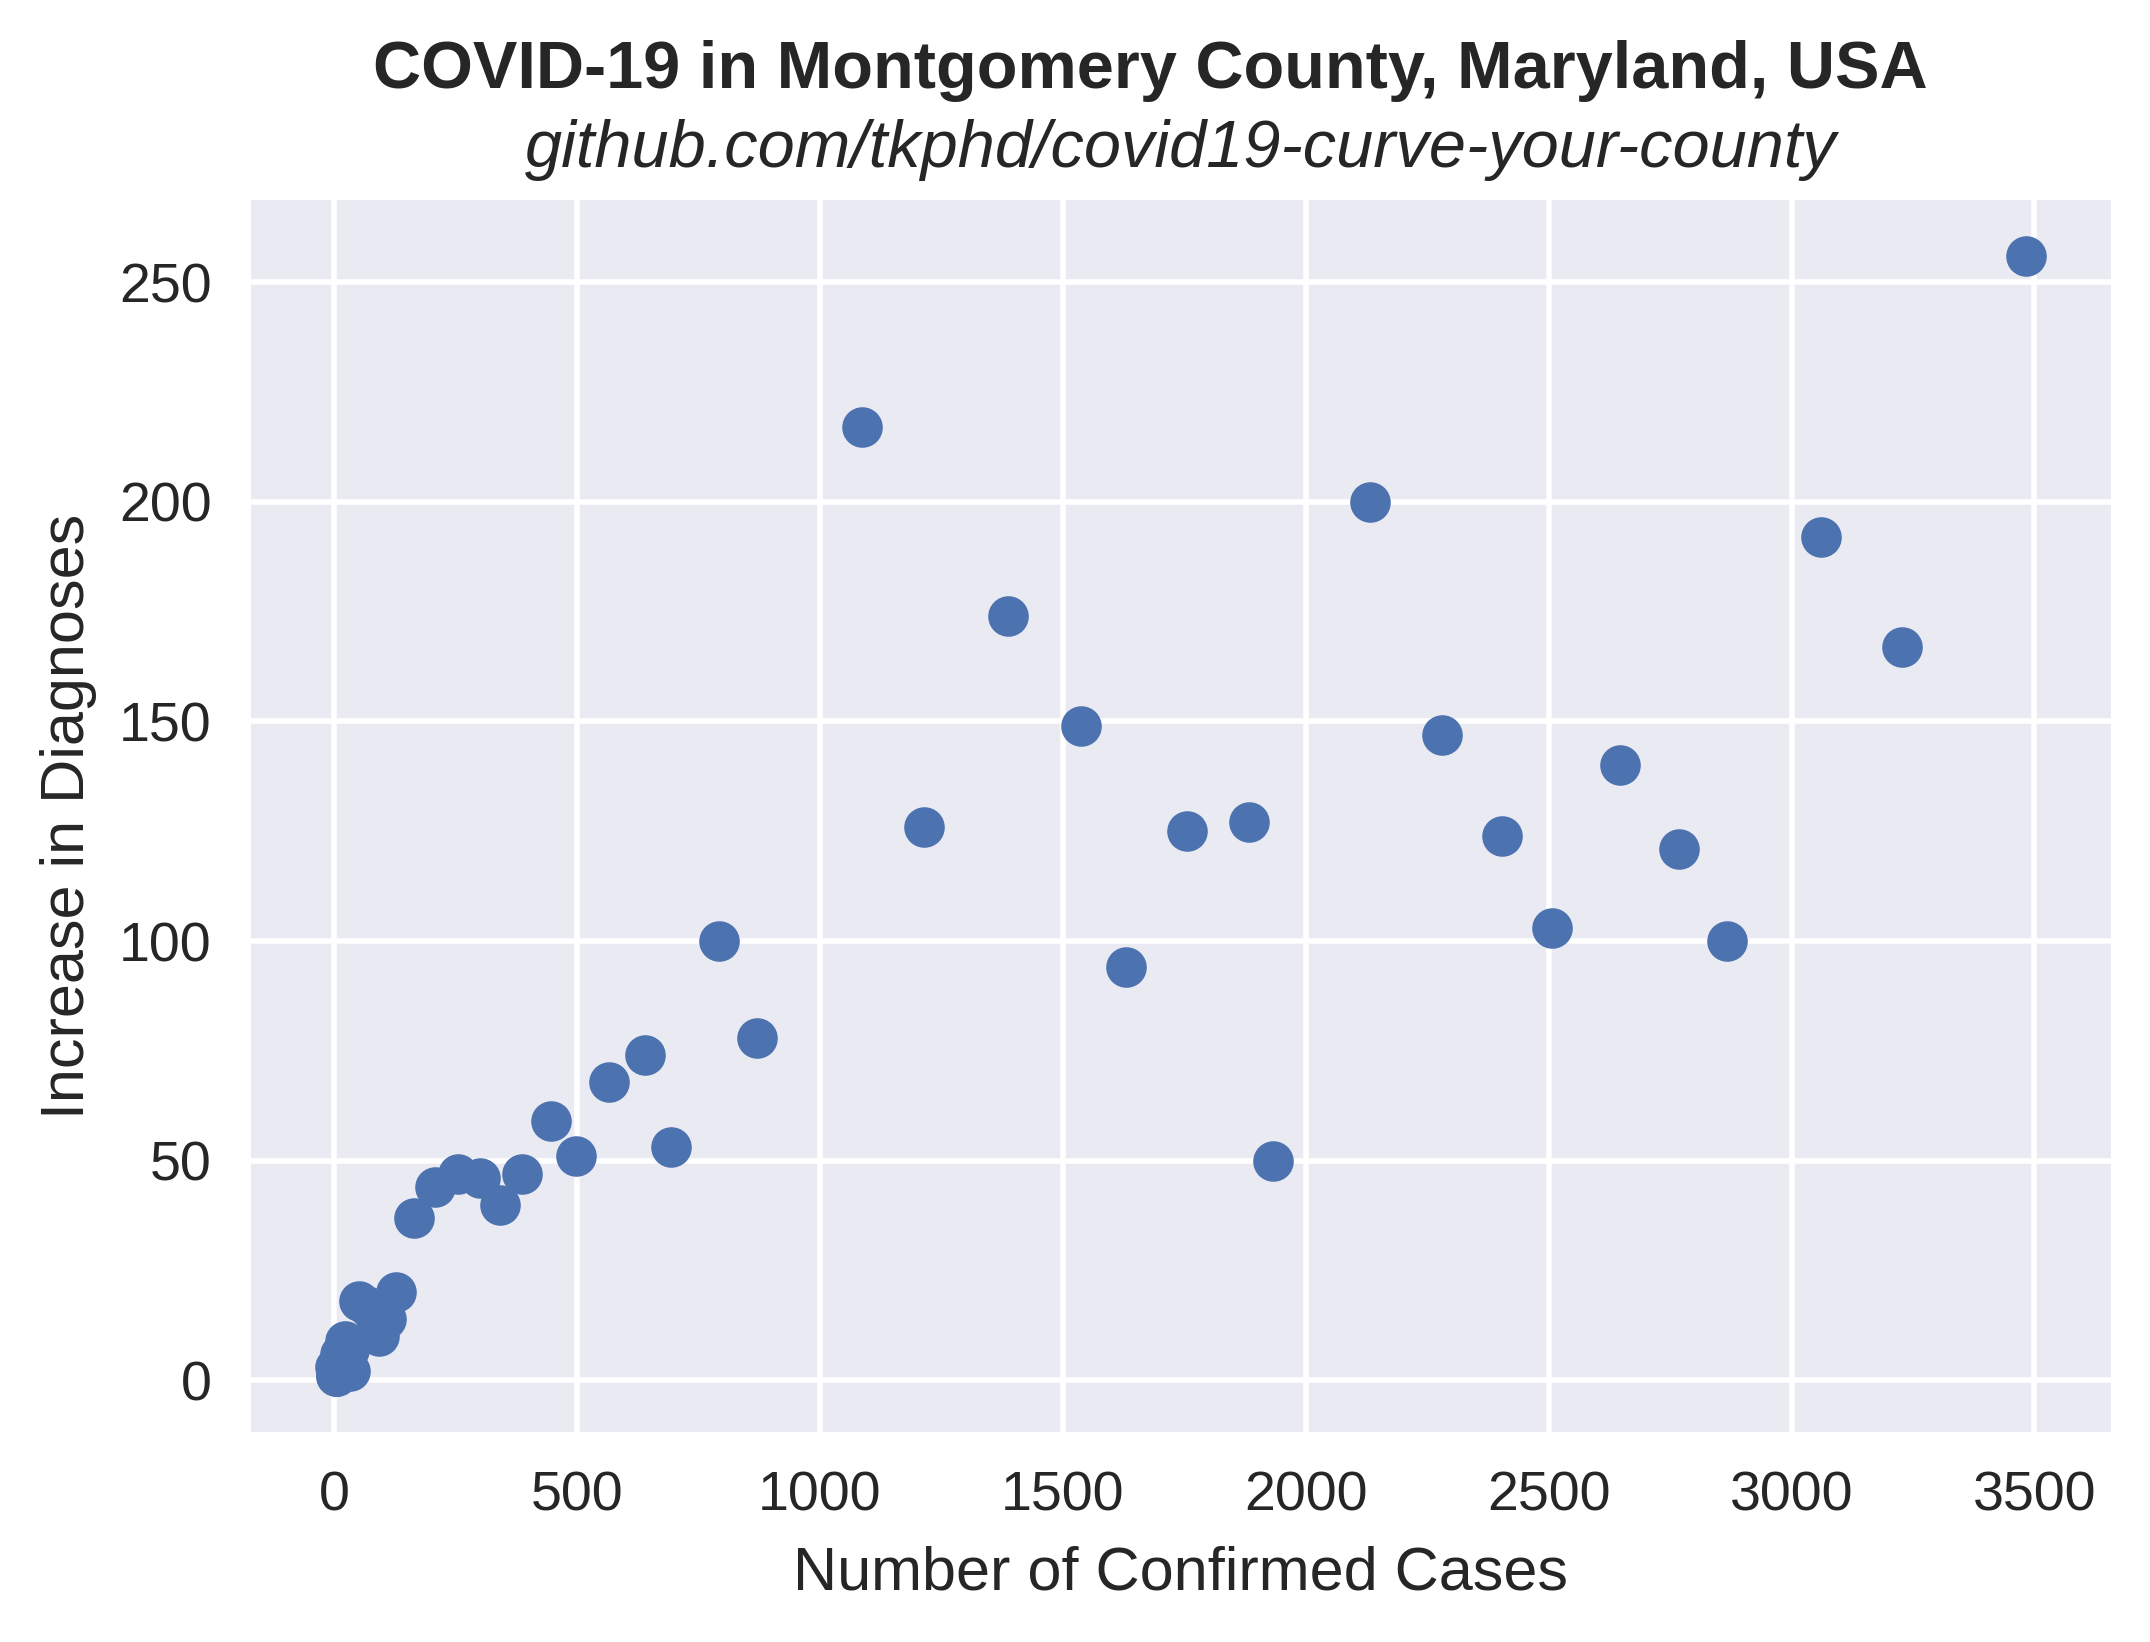 COVID-19 in Montgomery County, Maryland, USA
github.com/tkphd/covid19-curve-your-county
Increase in Diagnoses
250
200
150
100
50
0
0 500 1000 1500 2000 2500 3000 3500
Number of Confirmed Cases